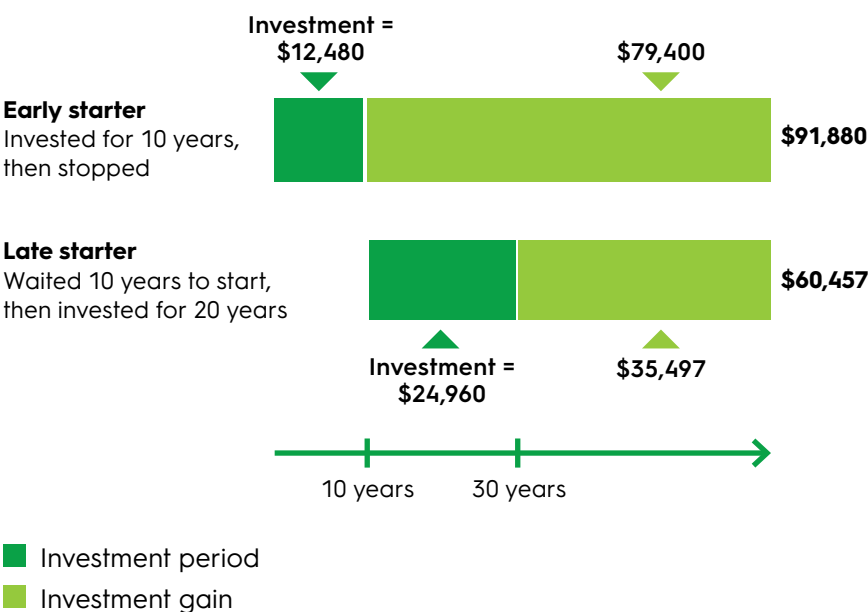 Investment =
$12,480
$79,400
Early starter
Invested for 10 years,
then stopped
$91,880
Late starter
Waited 10 years to start,
then invested for 20 years
$60,457
Investment =
$24,960
$35,497
10 years
30 years
Investment period
Investment gain